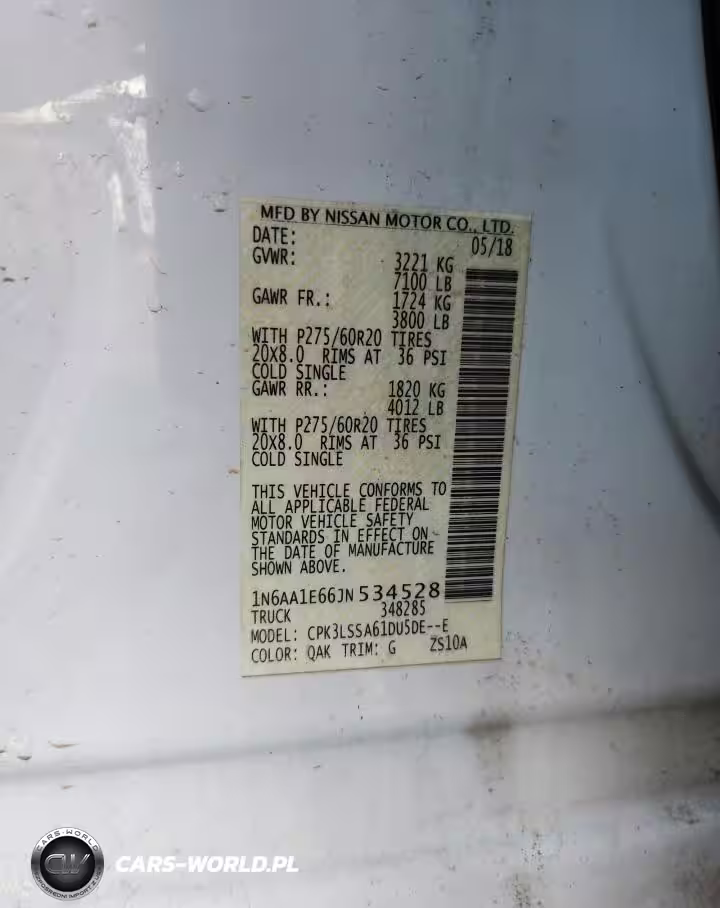 MFD BY NISSAN MOTOR CO., LTD.
DATE: 05/18
GVWR: 3221 KG
7100 LB
GAWR FR.: 1724 KG
3800 LB
WITH P275/60R20 TIRES
20X8.0 RIMS AT 36 PSI
COLD SINGLE
GAWR RR.: 1820 KG
4012 LB
WITH P275/60R20 TIRES
20X8.0 RIMS AT 36 PSI
COLD SINGLE
THIS VEHICLE CONFORMS TO
ALL APPLICABLE FEDERAL
MOTOR VEHICLE SAFETY
STANDARDS IN EFFECT ON
THE DATE OF MANUFACTURE
SHOWN ABOVE.
1N6AA1E66JN534528
TRUCK 348285
MODEL: CPK3LSSA61DU5DE--E
COLOR: QAK TRIM: G ZS10A
CARS-WORLD
CW
CARS-WORLD.PL